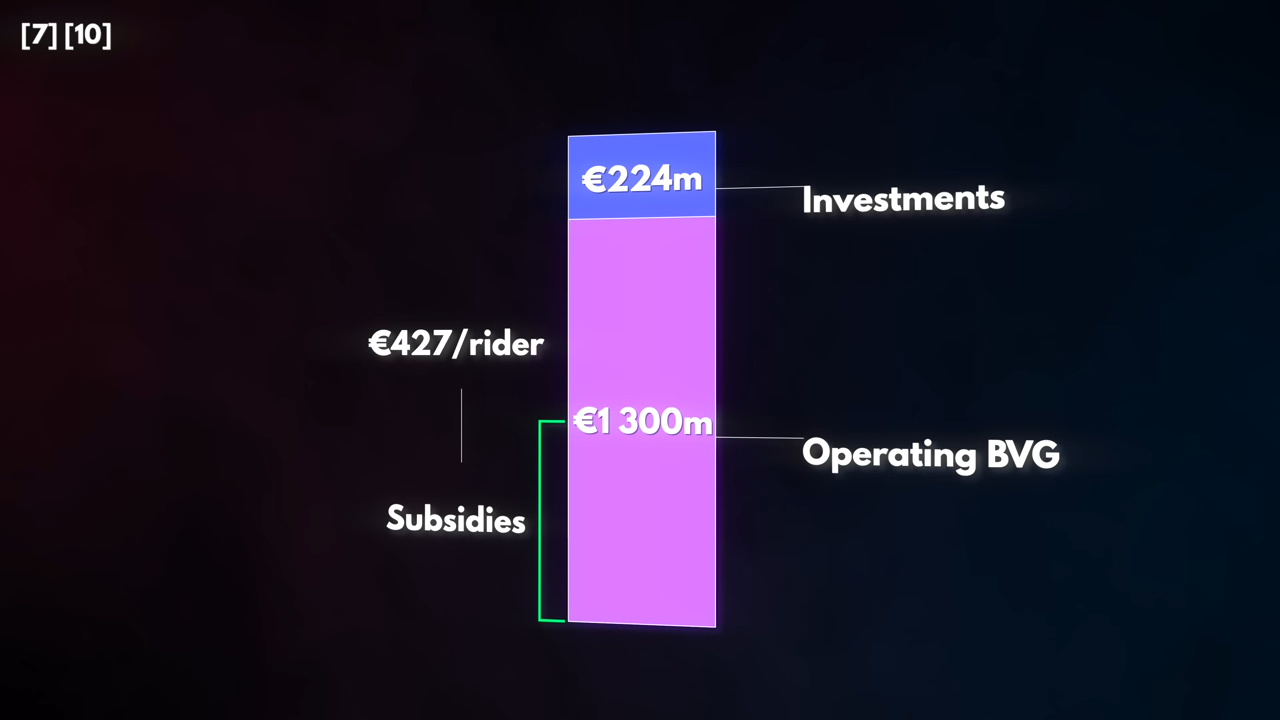 [7] [10]
€224m
Investments
€427/rider
€1 300m
Operating BVG
Subsidies